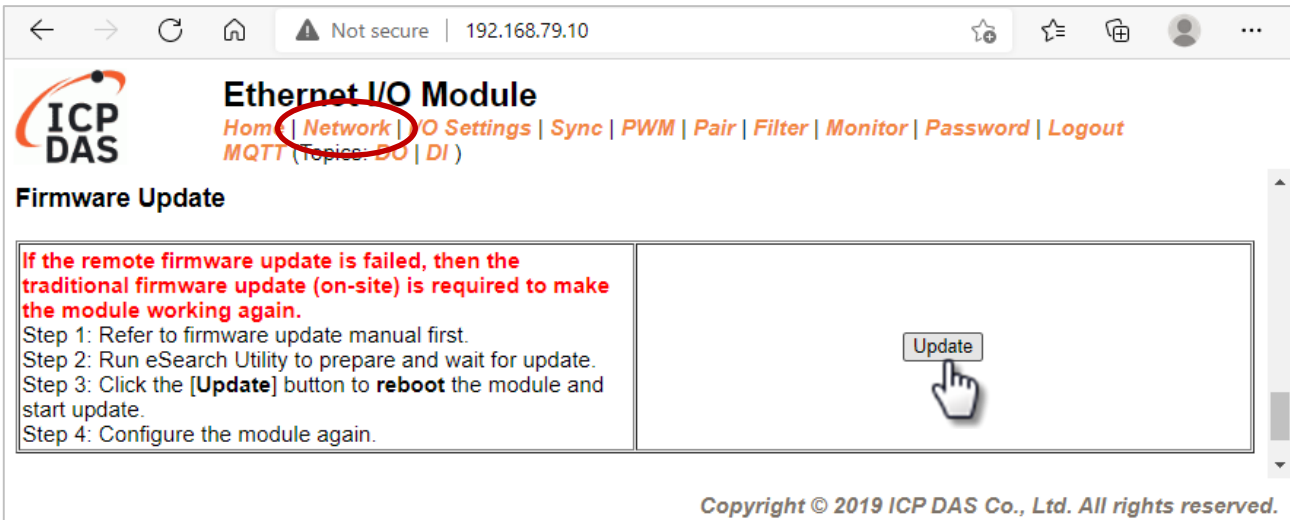 Not secure | 192.168.79.10
ICP
DAS
Ethernet I/O Module
Home | Network | I/O Settings | Sync | PWM | Pair | Filter | Monitor | Password | Logout
MQTT (Topics: DO | DI )
Firmware Update
If the remote firmware update is failed, then the
traditional firmware update (on-site) is required to make
the module working again.
Step 1: Refer to firmware update manual first.
Step 2: Run eSearch Utility to prepare and wait for update.
Step 3: Click the [Update] button to reboot the module and
start update.
Step 4: Configure the module again.
Update
Copyright © 2019 ICP DAS Co., Ltd. All rights reserved.